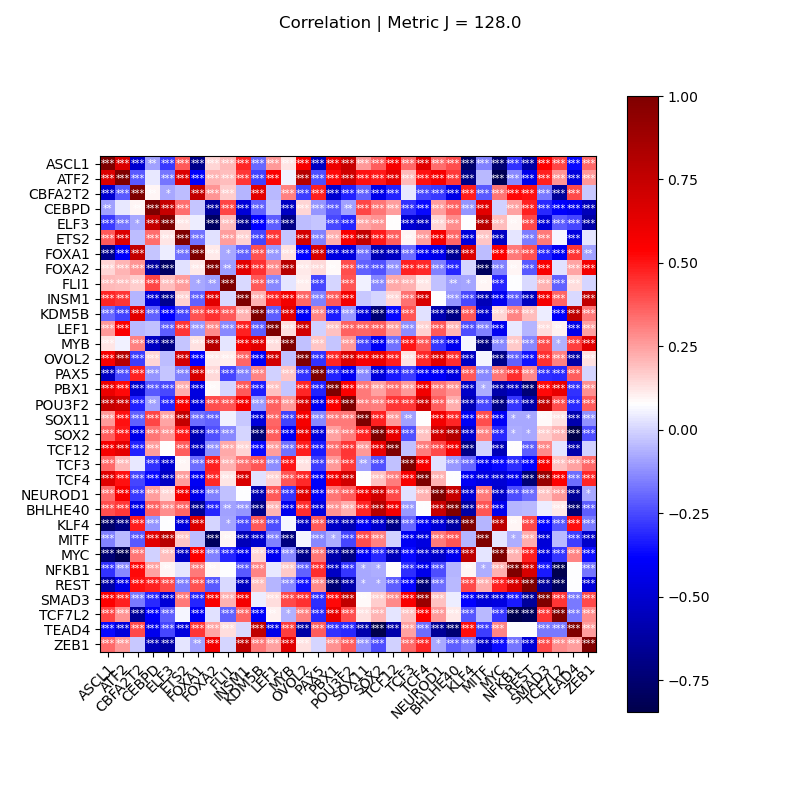 Correlation | Metric J = 128.0
ASCL1
ATF2
CBFA2T2
CEBPD
ELF3
ETS2
FOXA1
FOXA2
FLI1
INSM1
KDM5B
LEF1
MYB
OVOL2
PAX5
PBX1
POU3F2
SOX11
SOX2
TCF12
TCF3
TCF4
NEUROD1
BHLHE40
KLF4
MITF
MYC
NFKB1
REST
SMAD3
TCF7L2
TEAD4
ZEB1
ASCL1
ATF2
CBFA2T2
CEBPD
ELF3
ETS2
FOXA1
FOXA2
FLI1
INSM1
KDM5B
LEF1
MYB
OVOL2
PAX5
PBX1
POU3F2
SOX11
SOX2
TCF12
TCF3
TCF4
NEUROD1
BHLHE40
KLF4
MITF
MYC
NFKB1
REST
SMAD3
TCF7L2
TEAD4
ZEB1
1.00
0.75
0.50
0.25
0.00
−0.25
−0.50
−0.75